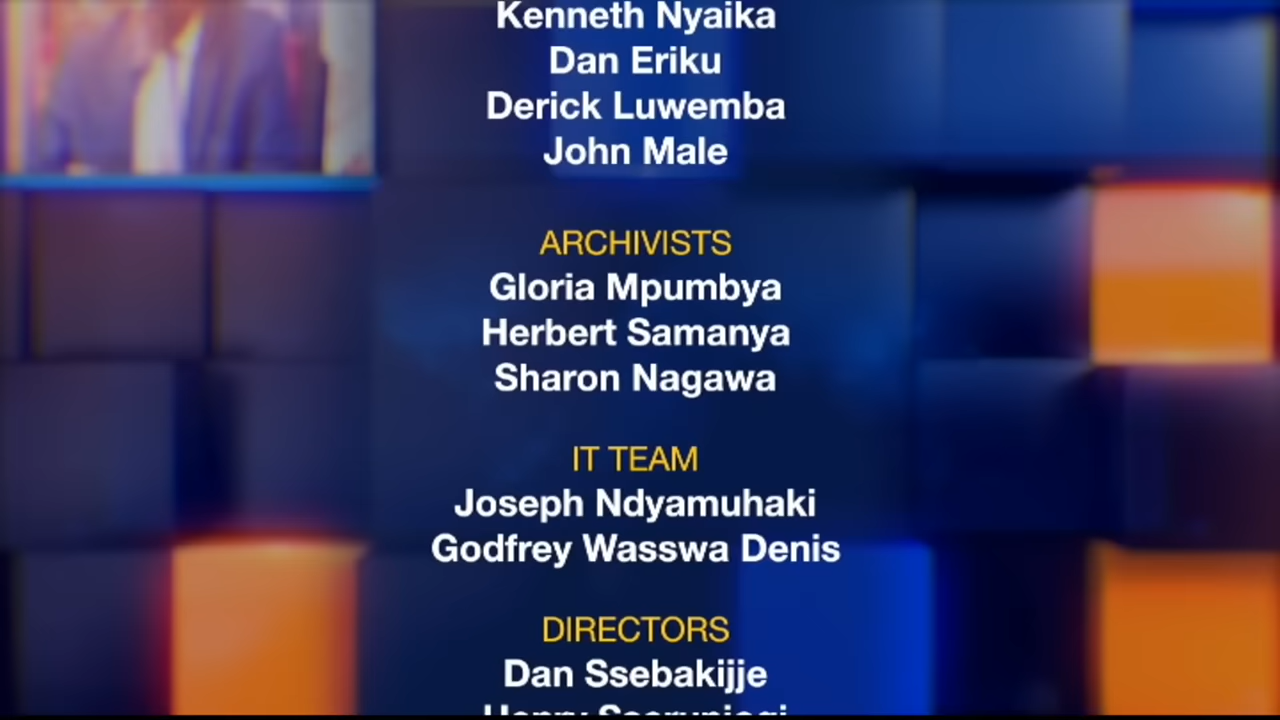 Kenneth Nyaika
Dan Eriku
Derick Luwemba
John Male
ARCHIVISTS
Gloria Mpumbya
Herbert Samanya
Sharon Nagawa
IT TEAM
Joseph Ndyamuhaki
Godfrey Wasswa Denis
DIRECTORS
Dan Ssebakijje
Henry